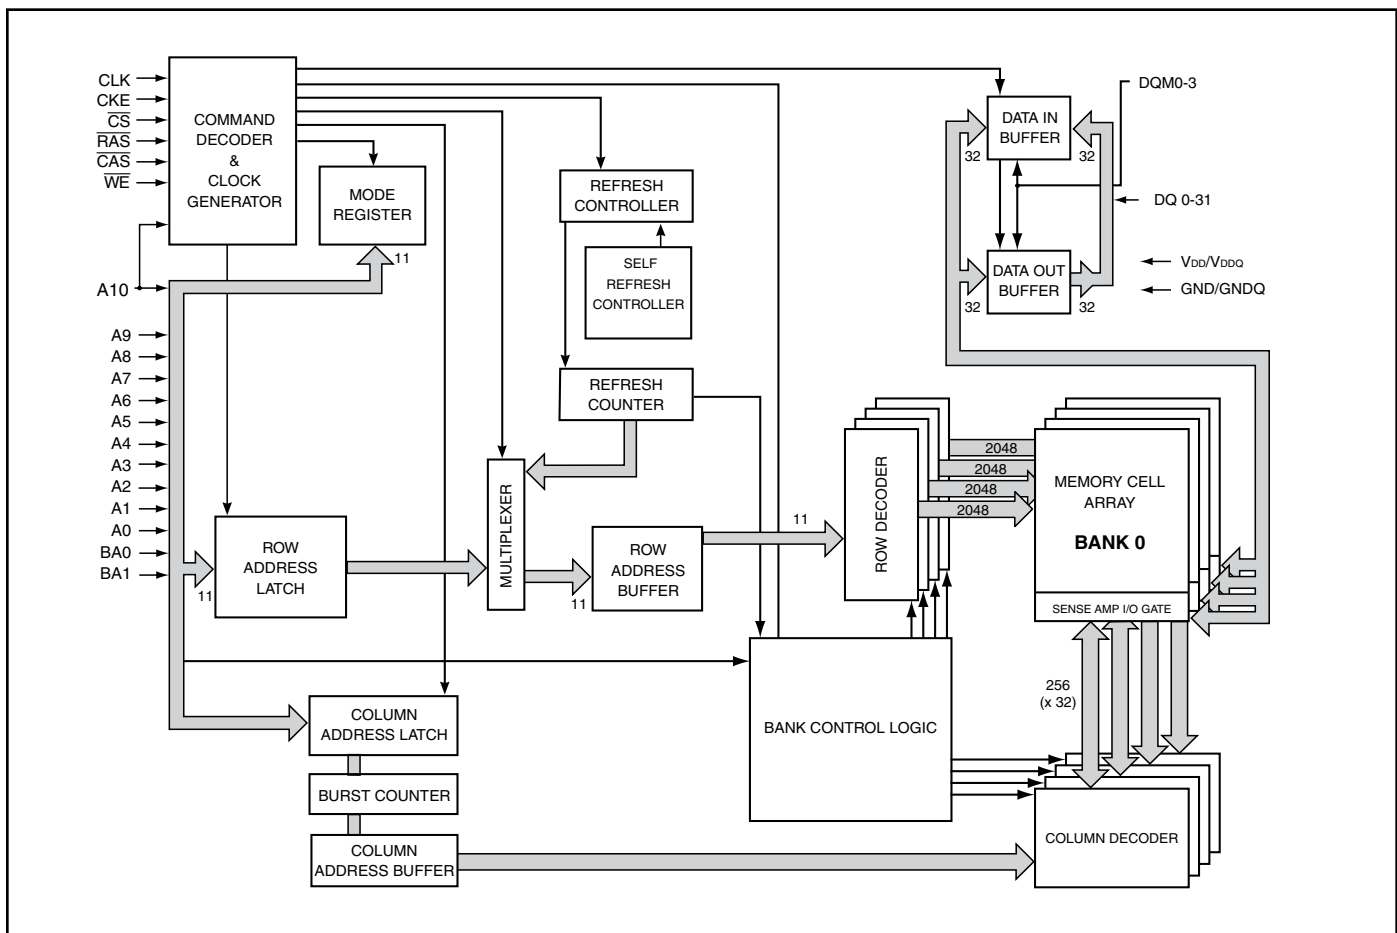 CLK
CKE
CS
RAS
CAS
WE
A10
A9
A8
A7
A6
A5
A4
A3
A2
A1
A0
BA0
BA1
COMMAND
DECODER
&
CLOCK
GENERATOR
MODE
REGISTER
11
REFRESH
CONTROLLER
SELF
REFRESH
CONTROLLER
REFRESH
COUNTER
DATA IN
BUFFER
32
32
DQM0-3
DQ 0-31
DATA OUT
BUFFER
32
32
VDD/VDDQ
GND/GNDQ
11
ROW
ADDRESS
LATCH
MULTIPLEXER
11
ROW
ADDRESS
BUFFER
11
ROW DECODER
2048
2048
2048
2048
MEMORY CELL
ARRAY
BANK 0
SENSE AMP I/O GATE
256
(x 32)
BANK CONTROL LOGIC
COLUMN
ADDRESS LATCH
BURST COUNTER
COLUMN
ADDRESS BUFFER
COLUMN DECODER